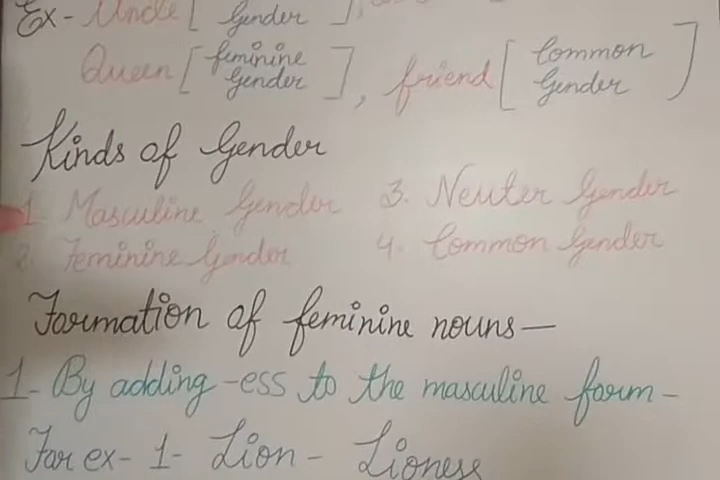 Ex- Uncle [ Gender ],
Queen [ feminine Gender ], friend [ Common Gender ]
Kinds of Gender
1. Masculine Gender 3. Neuter Gender
2. Feminine Gender 4. Common Gender
Formation of feminine nouns—
1- By adding -ess to the masculine form-
For ex- 1- Lion - Lioness